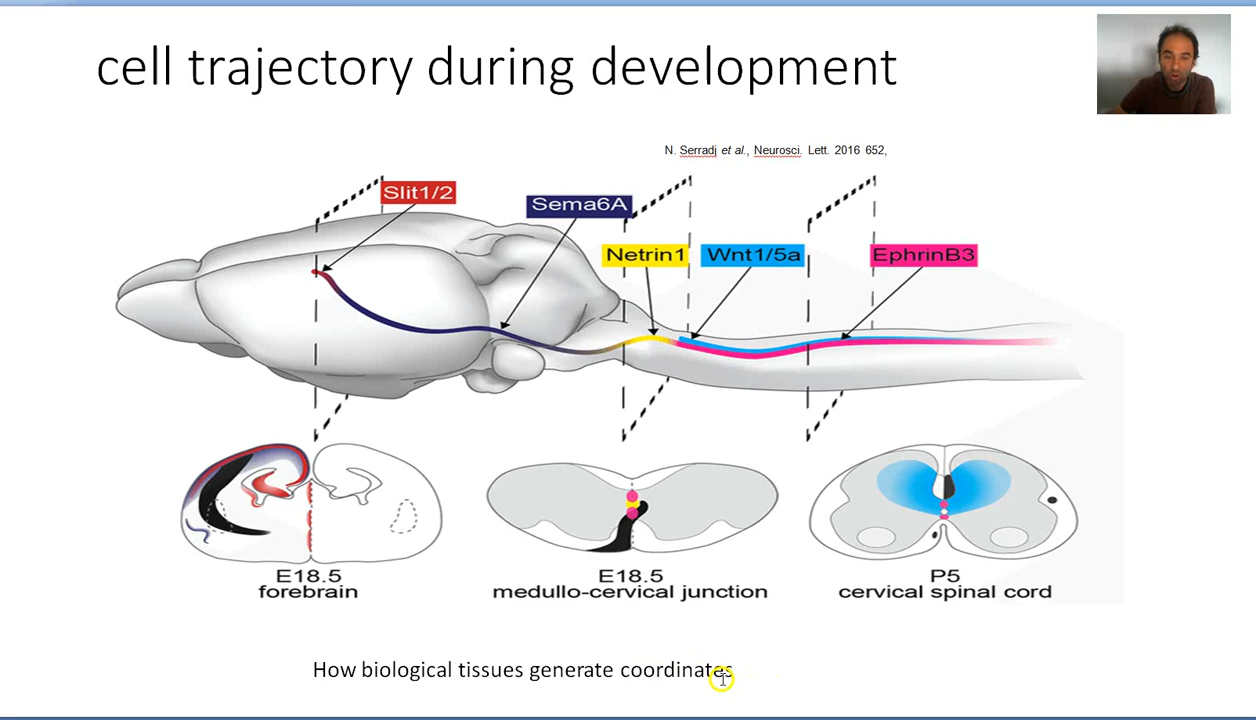 cell trajectory during development
N. Serradj et al., Neurosci. Lett. 2016 652,
Slit1/2
Sema6A
Netrin1
Wnt1/5a
EphrinB3
E18.5
forebrain
E18.5
medullo-cervical junction
P5
cervical spinal cord
How biological tissues generate coordinates